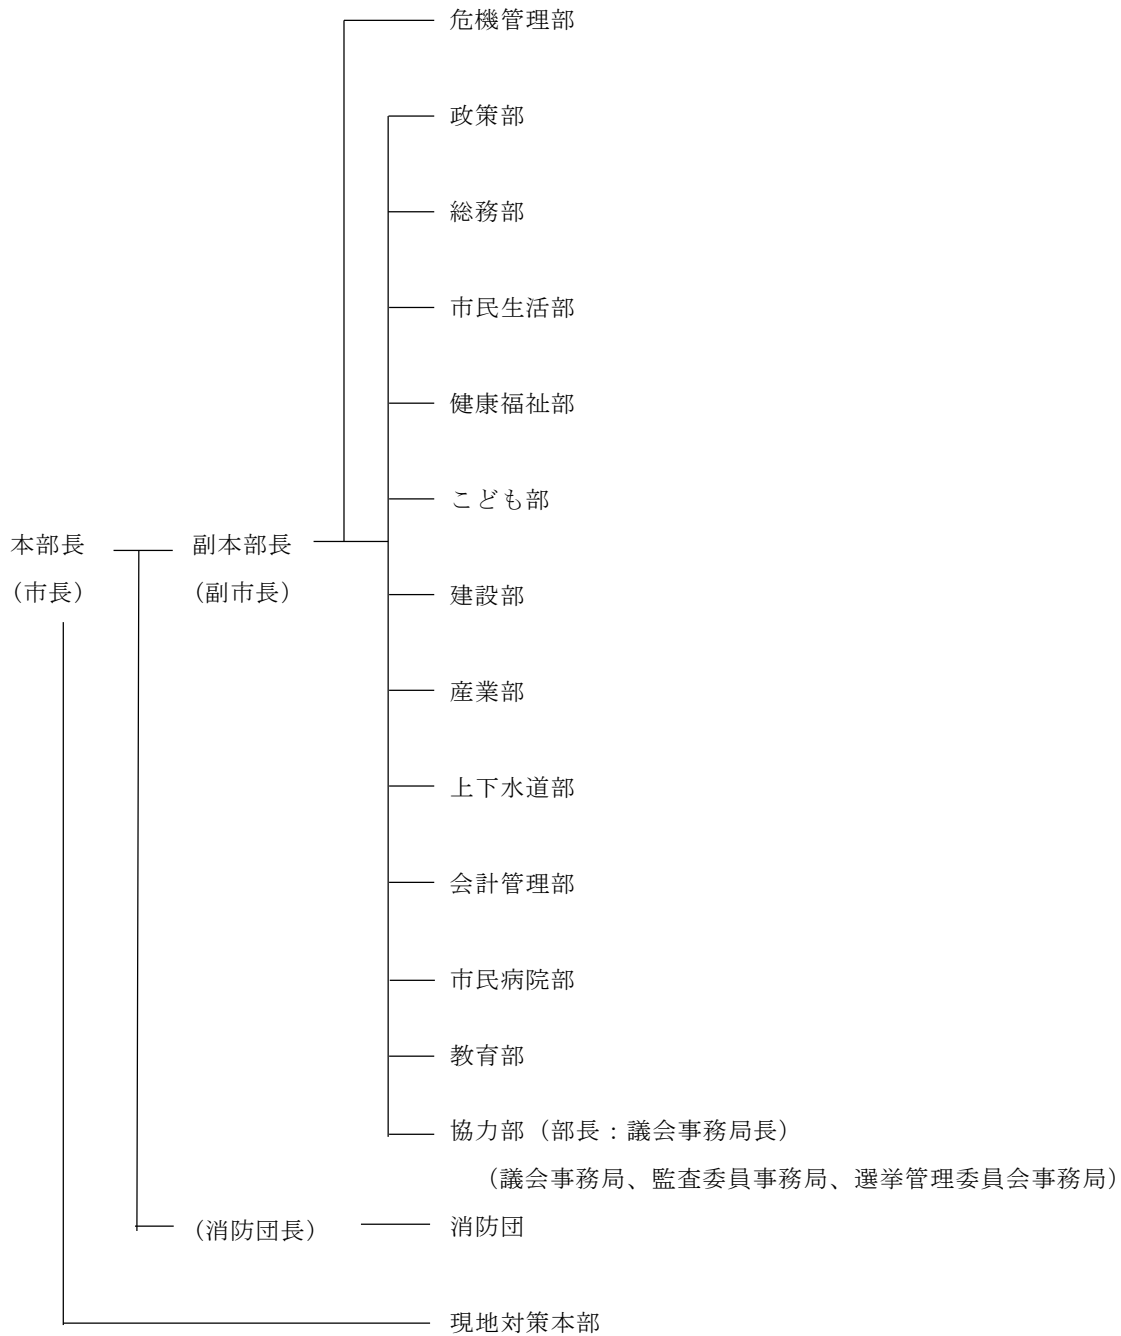 危機管理部
政策部
総務部
市民生活部
健康福祉部
こども部
本部長 副本部長
（市長） （副市長）
建設部
産業部
上下水道部
会計管理部
市民病院部
教育部
協力部（部長：議会事務局長）
（議会事務局、監査委員事務局、選挙管理委員会事務局）
（消防団長） 消防団
現地対策本部